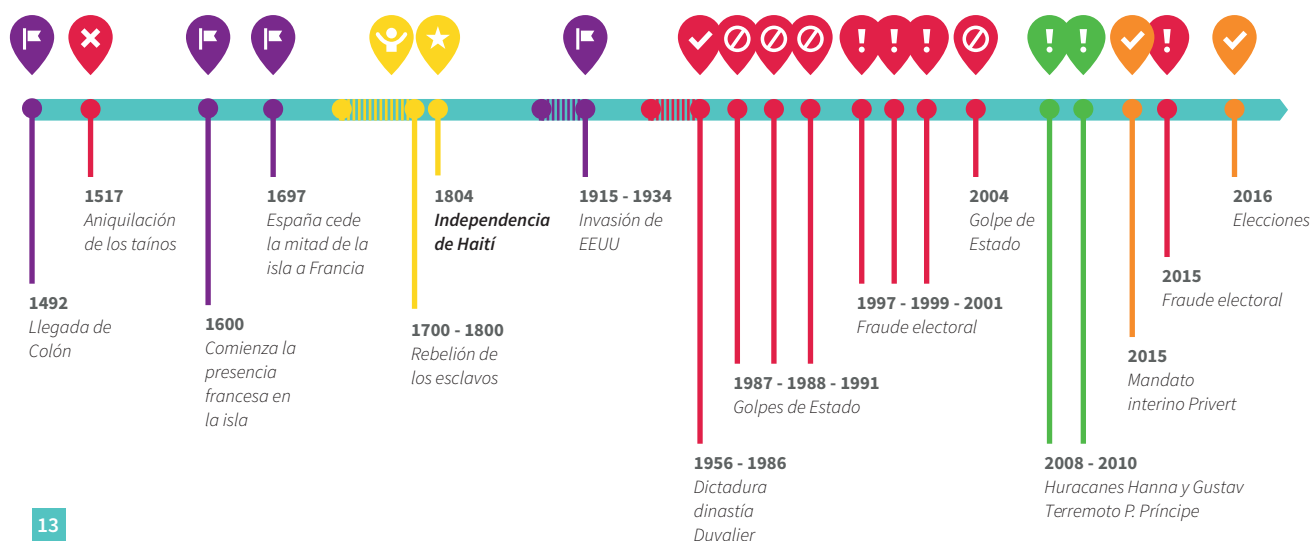 1492
Llegada de
Colón
1517
Aniquilación
de los taínos
1600
Comienza la
presencia
francesa en
la isla
1697
España cede
la mitad de la
isla a Francia
1700 - 1800
Rebelión de
los esclavos
1804
Independencia
de Haití
1915 - 1934
Invasión de
EEUU
1956 - 1986
Dictadura
dinastía
Duvalier
1987 - 1988 - 1991
Golpes de Estado
1997 - 1999 - 2001
Fraude electoral
2004
Golpe de
Estado
2008 - 2010
Huracanes Hanna y Gustav
Terremoto P. Príncipe
2015
Mandato
interino Privert
2015
Fraude electoral
2016
Elecciones
13